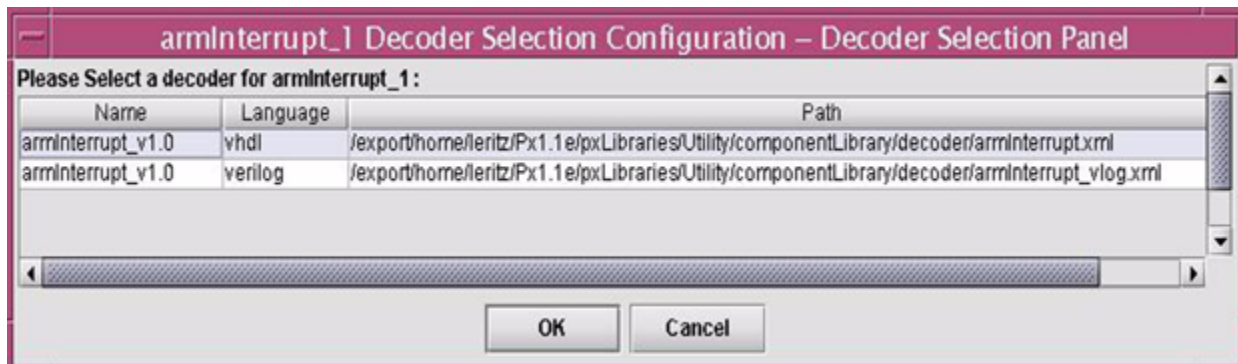 armInterrupt_1 Decoder Selection Configuration – Decoder Selection Panel
Please Select a decoder for armInterrupt_1 :
Name Language Path
armInterrupt_v1.0 vhdl /export/home/leritz/Px1.1e/pxLibraries/Utility/componentLibrary/decoder/armInterrupt.xml
armInterrupt_v1.0 verilog /export/home/leritz/Px1.1e/pxLibraries/Utility/componentLibrary/decoder/armInterrupt_vlog.xml
OK Cancel